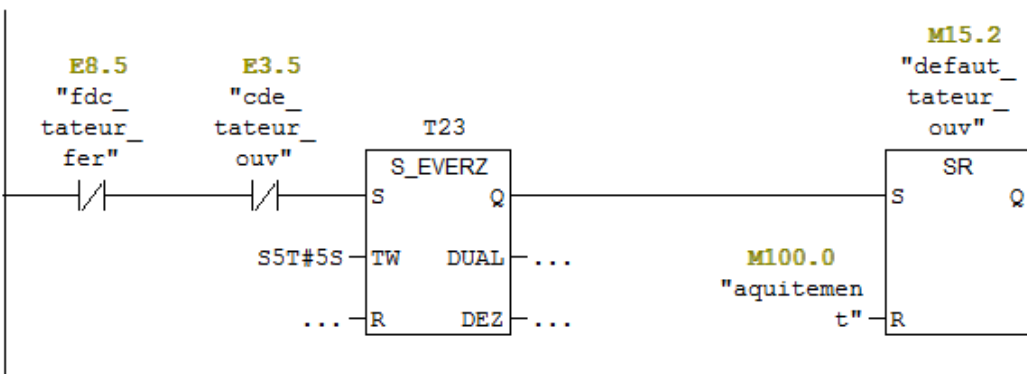 M15.2
E8.5 E3.5 "defaut_
"fdc_ "cde_ tateur_
tateur_ tateur_ T23 ouv"
fer" ouv" S_EVERZ SR
S Q S Q
S5T#5S TW DUAL ... M100.0
"aquitemen
... R DEZ ... t" R